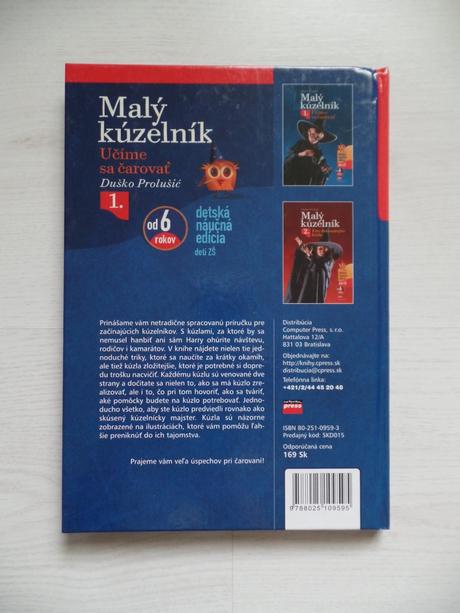 Malý
kúzelník
Učíme
sa čarovať
Duško Prolušić
1.
od 6
rokov
detská
náučná
edícia
deti ZŠ
Malý
kúzelník
1.
Malý
kúzelník
2.
Prinášame vám netradične spracovanú príručku pre
začínajúcich kúzelníkov. S kúzlami, za ktoré by sa
nemusel hanbiť ani sám Harry ohúrite návštevu,
rodičov i kamarátov. V knihe nájdete nielen tie jed-
noduché triky, ktoré sa naučíte za krátky okamih,
ale tiež kúzla zložitejšie, ktoré je potrebné si dopre-
du trošku nacvičiť. Každému kúzlu sú venované dve
strany a dočítate sa nielen to, ako sa má kúzlo zre-
alizovať, ale i to, čo pri tom hovoriť, ako sa tváriť,
aké pomôcky budete na kúzlo potrebovať. Jedno-
ducho všetko, aby ste kúzlo predviedli rovnako ako
skúsený kúzelnícky majster. Kúzla sú názorne
zobrazené na ilustráciách, ktoré vám pomôžu ľah-
šie preniknúť do ich tajomstva.
Prajeme vám veľa úspechov pri čarovaní!
Distribúcia
Computer Press, s.r.o.
Hattalova 12/A
831 03 Bratislava
Objednávajte na:
http://knihy.cpress.sk
distribucia@cpress.sk
Telefónna linka:
+421/2/44 45 20 48
press
ISBN 80-251-0959-3
Predajný kód: SKD015
Odporúčaná cena
169 Sk
9788025109595